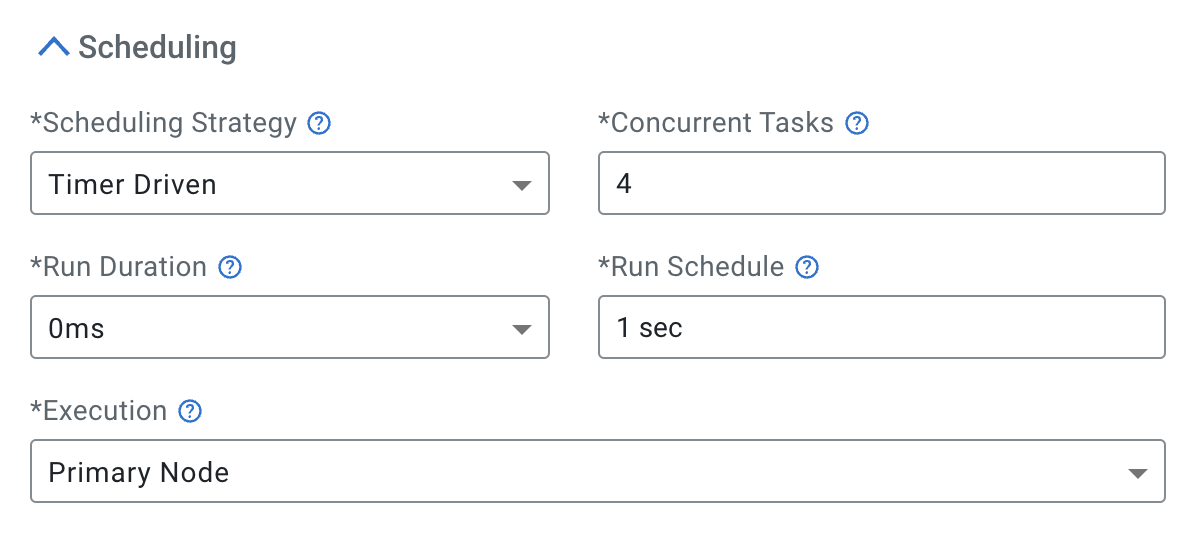 Scheduling
*Scheduling Strategy
*Concurrent Tasks
Timer Driven
4
*Run Duration
*Run Schedule
0ms
1 sec
*Execution
Primary Node